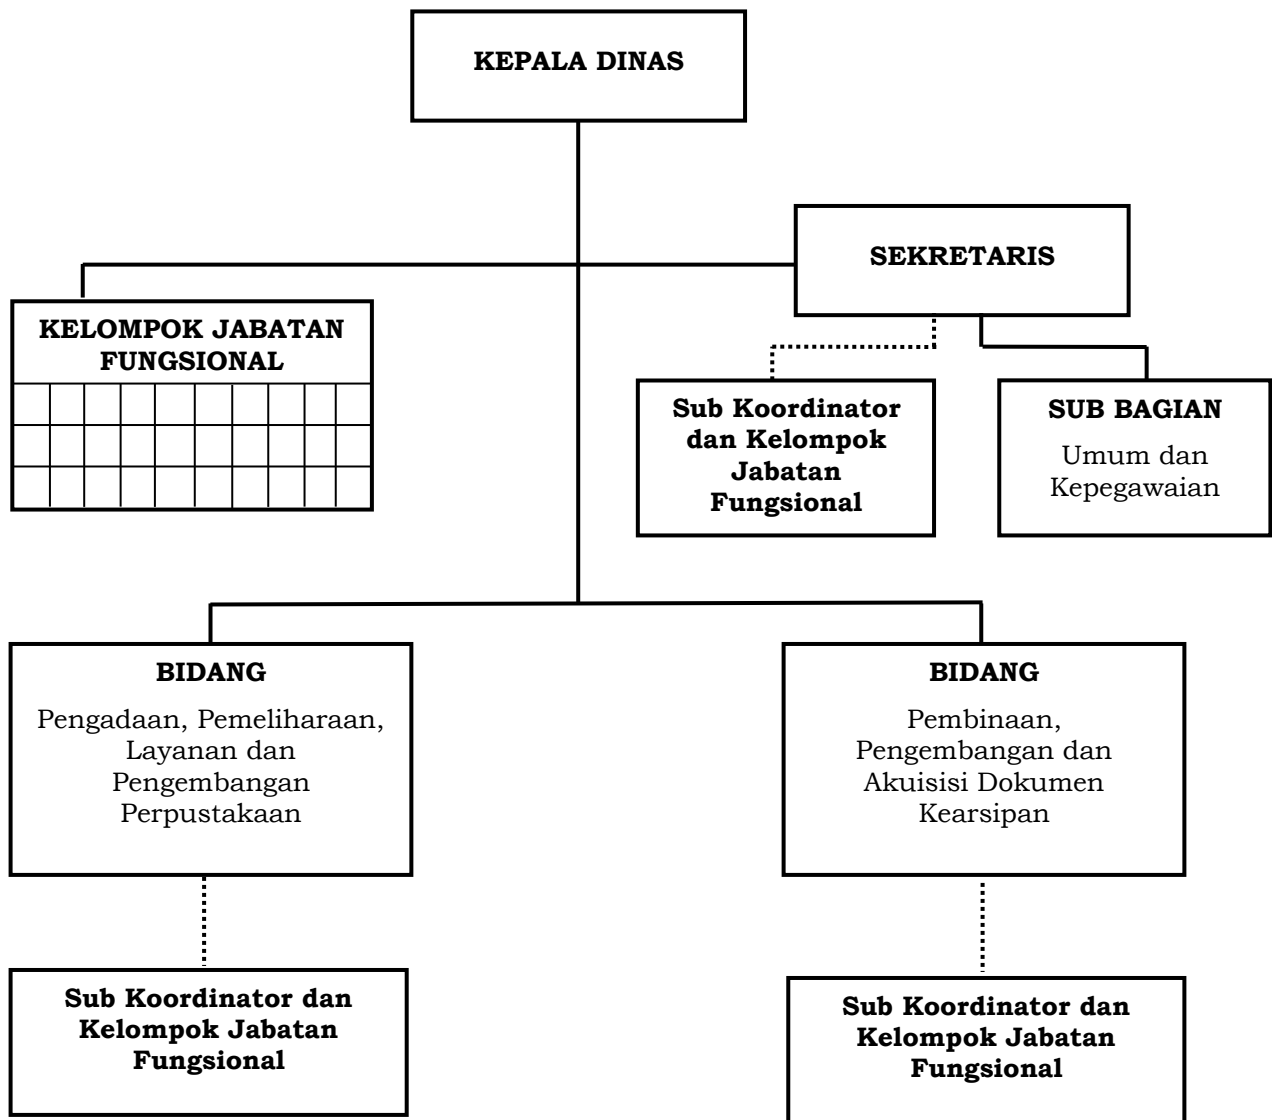 KEPALA DINAS
SEKRETARIS
KELOMPOK JABATAN
FUNGSIONAL
Sub Koordinator
dan Kelompok
Jabatan
Fungsional
SUB BAGIAN
Umum dan
Kepegawaian
BIDANG
Pengadaan, Pemeliharaan,
Layanan dan
Pengembangan
Perpustakaan
BIDANG
Pembinaan,
Pengembangan dan
Akuisisi Dokumen
Kearsipan
Sub Koordinator dan
Kelompok Jabatan
Fungsional
Sub Koordinator dan
Kelompok Jabatan
Fungsional